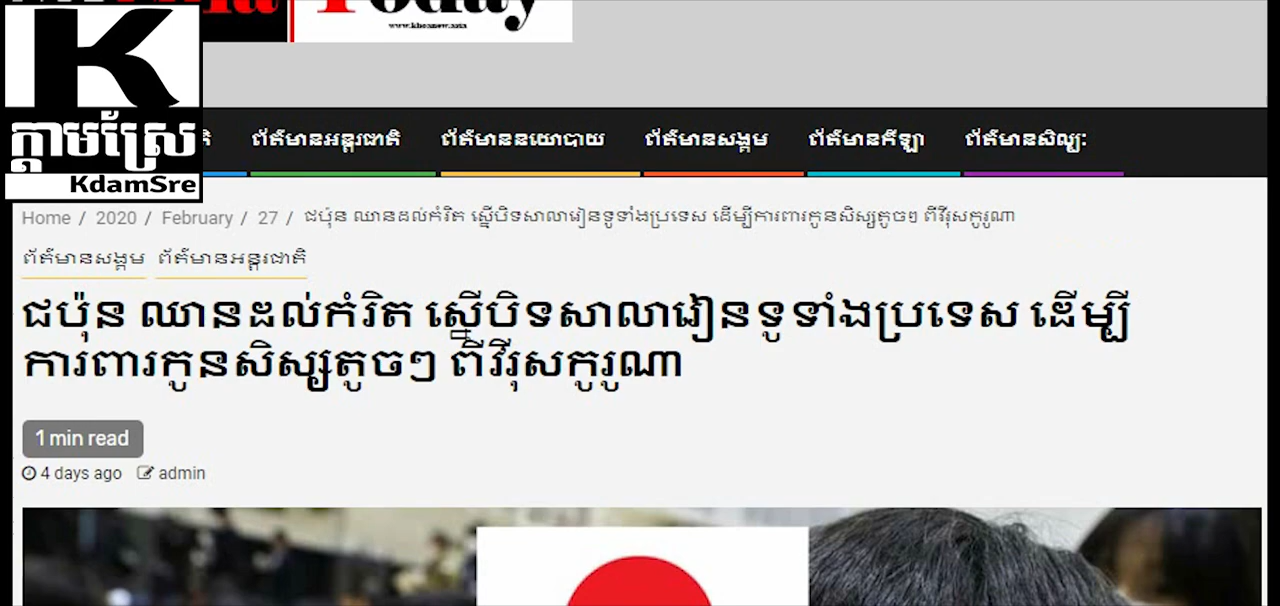 Today
K
ក្ដាមស្រែ
KdamSre
ព័ត៌មានអន្តរជាតិ ព័ត៌មាននយោបាយ ព័ត៌មានសង្គម ព័ត៌មានកីឡា ព័ត៌មានសិល្បៈ
Home / 2020 / February / 27 / ជប៉ុន ឈានដល់កំរិត ស្នើបិទសាលារៀនទូទាំងប្រទេស ដើម្បីការពារកូនសិស្សតូចៗ ពីវីរុសកូរូណា
ព័ត៌មានសង្គម ព័ត៌មានអន្តរជាតិ
ជប៉ុន ឈានដល់កំរិត ស្នើបិទសាលារៀនទូទាំងប្រទេស ដើម្បី
ការពារកូនសិស្សតូចៗ ពីវីរុសកូរូណា
1 min read
4 days ago admin